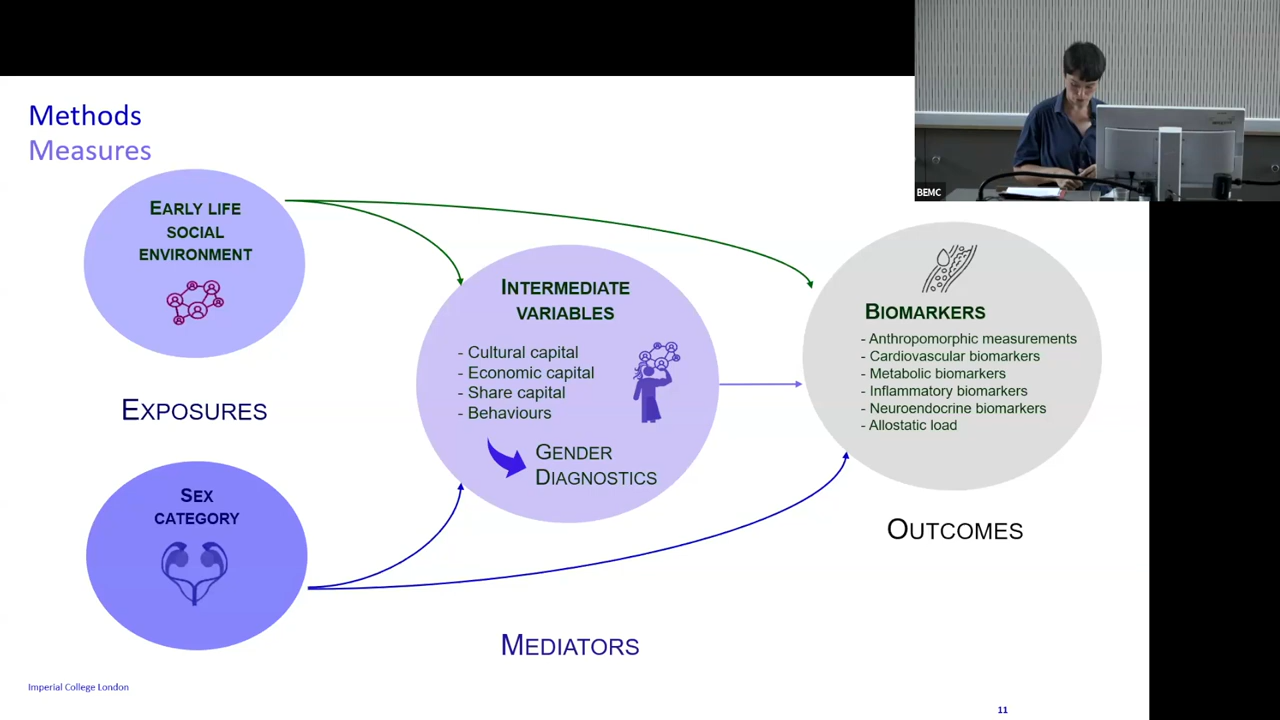 Methods
Measures
BEMC
EARLY LIFE
SOCIAL
ENVIRONMENT
EXPOSURES
SEX
CATEGORY
INTERMEDIATE
VARIABLES
- Cultural capital
- Economic capital
- Share capital
- Behaviours
GENDER
DIAGNOSTICS
MEDIATORS
BIOMARKERS
- Anthropomorphic measurements
- Cardiovascular biomarkers
- Metabolic biomarkers
- Inflammatory biomarkers
- Neuroendocrine biomarkers
- Allostatic load
OUTCOMES
Imperial College London
11